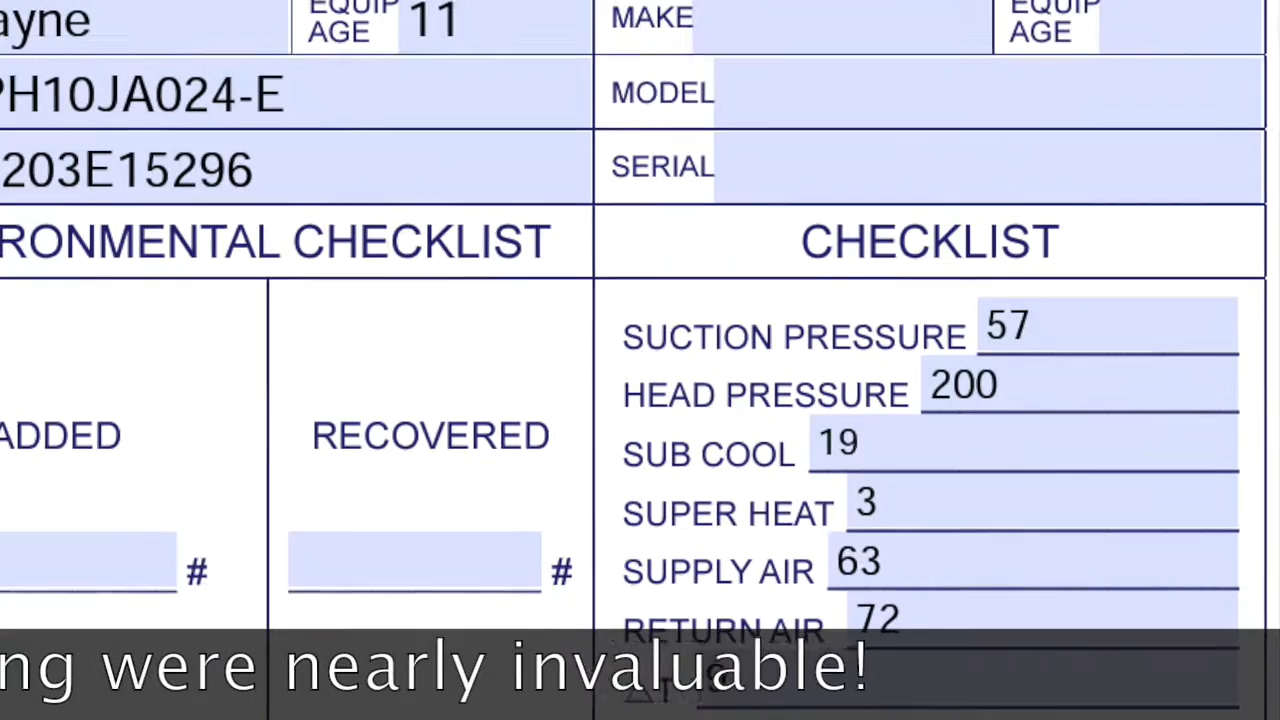 ayne EQUIP AGE 11 MAKE EQUIP AGE
PH10JA024-E MODEL
203E15296 SERIAL
RONMENTAL CHECKLIST CHECKLIST
SUCTION PRESSURE 57
HEAD PRESSURE 200
ADDED RECOVERED
SUB COOL 19
SUPER HEAT 3
# # SUPPLY AIR 63
RETURN AIR 72
ng were nearly invaluable!
△T 9